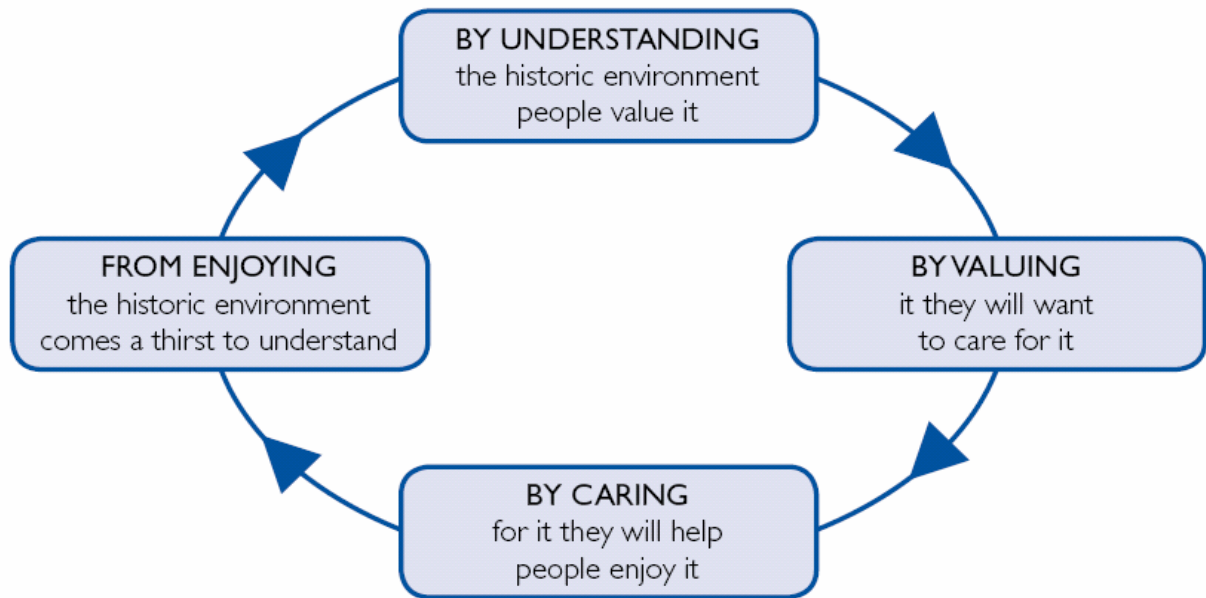 BY UNDERSTANDING
the historic environment
people value it
BY VALUING
it they will want
to care for it
BY CARING
for it they will help
people enjoy it
FROM ENJOYING
the historic environment
comes a thirst to understand